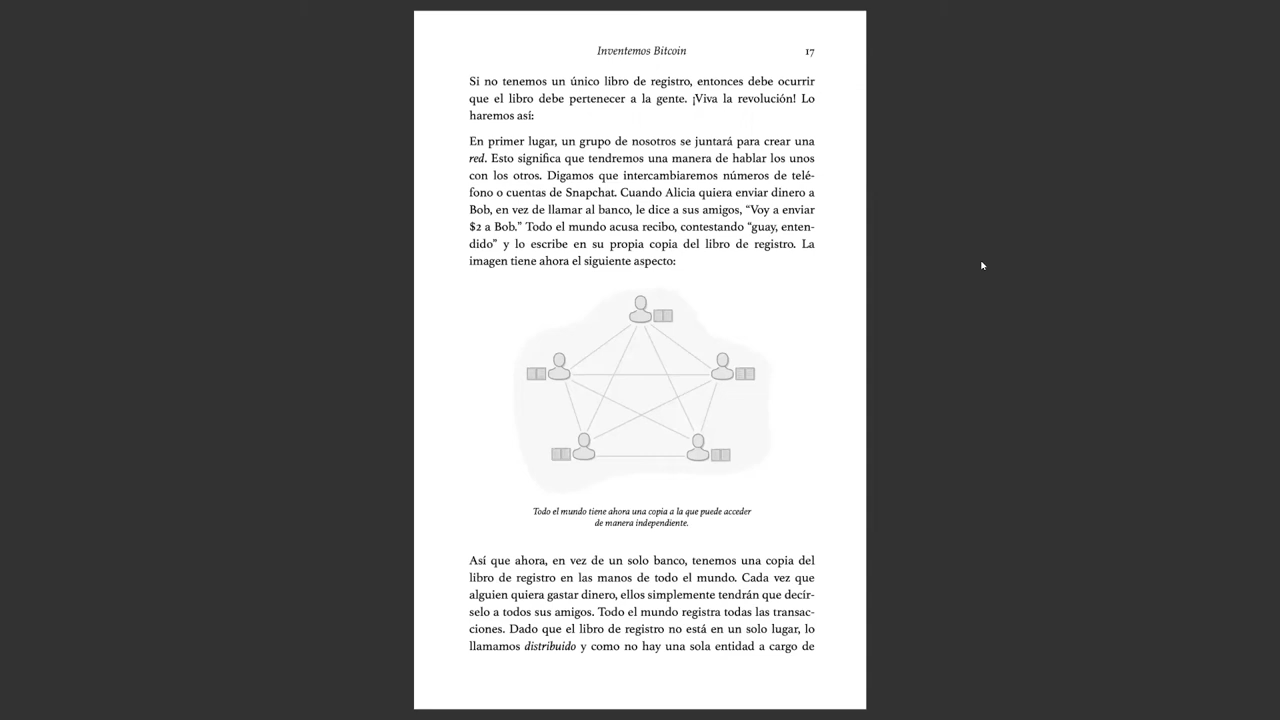 Inventemos Bitcoin 17
Si no tenemos un único libro de registro, entonces debe ocurrir
que el libro debe pertenecer a la gente. ¡Viva la revolución! Lo
haremos así:
En primer lugar, un grupo de nosotros se juntará para crear una
red. Esto significa que tendremos una manera de hablar los unos
con los otros. Digamos que intercambiaremos números de telé-
fono o cuentas de Snapchat. Cuando Alicia quiera enviar dinero a
Bob, en vez de llamar al banco, le dice a sus amigos, “Voy a enviar
$2 a Bob.” Todo el mundo acusa recibo, contestando “guay, enten-
dido” y lo escribe en su propia copia del libro de registro. La
imagen tiene ahora el siguiente aspecto:
Todo el mundo tiene ahora una copia a la que puede acceder
de manera independiente.
Así que ahora, en vez de un solo banco, tenemos una copia del
libro de registro en las manos de todo el mundo. Cada vez que
alguien quiera gastar dinero, ellos simplemente tendrán que decír-
selo a todos sus amigos. Todo el mundo registra todas las transac-
ciones. Dado que el libro de registro no está en un solo lugar, lo
llamamos distribuido y como no hay una sola entidad a cargo de